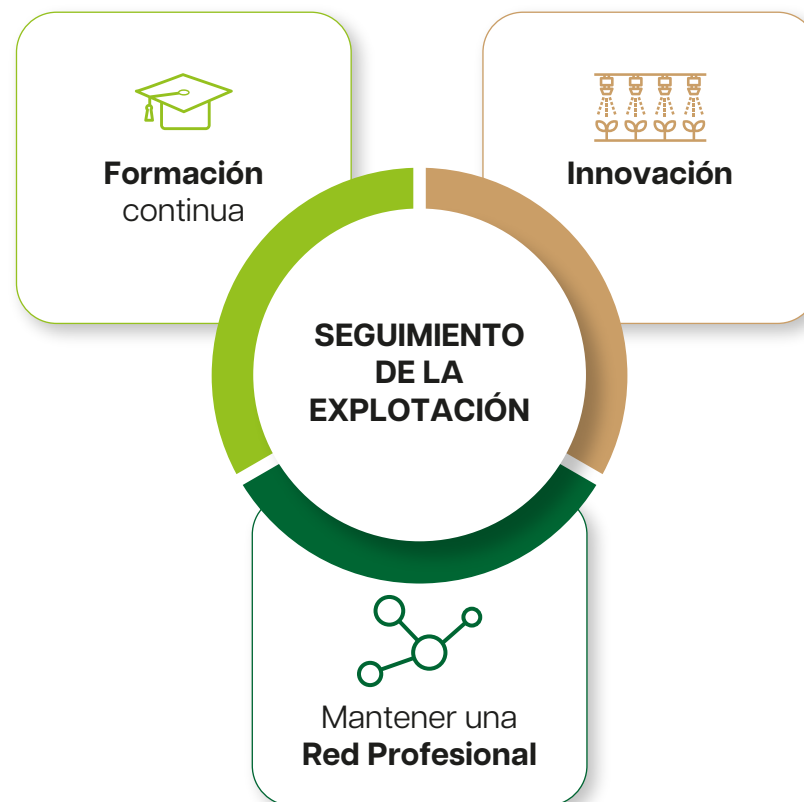 Formación
continua
Innovación
SEGUIMIENTO
DE LA
EXPLOTACIÓN
Mantener una
Red Profesional